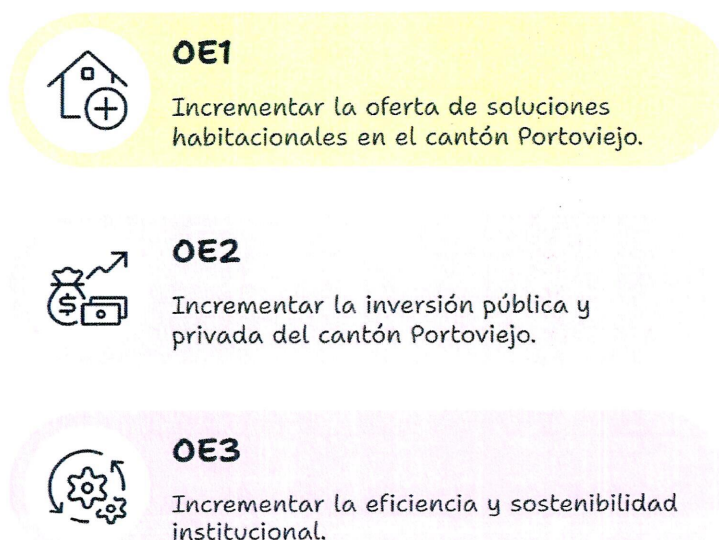 OE1
Incrementar la oferta de soluciones
habitacionales en el cantón Portoviejo.
OE2
Incrementar la inversión pública y
privada del cantón Portoviejo.
OE3
Incrementar la eficiencia y sostenibilidad
institucional.